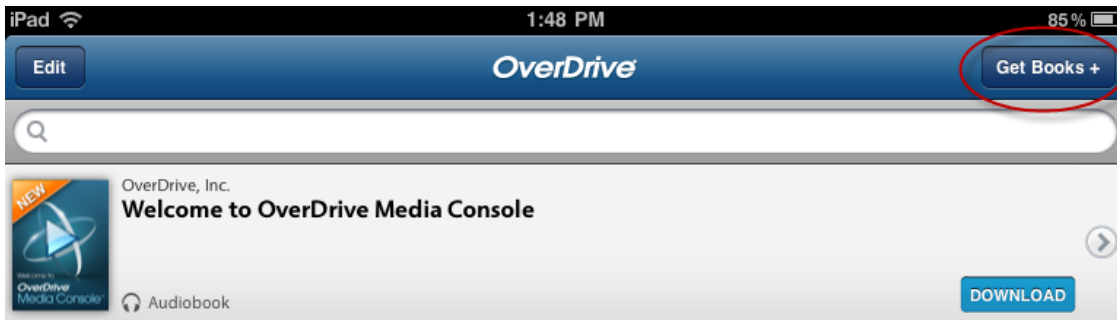 iPad 1:48 PM 85%
Edit OverDrive Get Books +
NEW
OverDrive, Inc.
Welcome to OverDrive Media Console
Welcome to
OverDrive
Media Console
Audiobook
DOWNLOAD